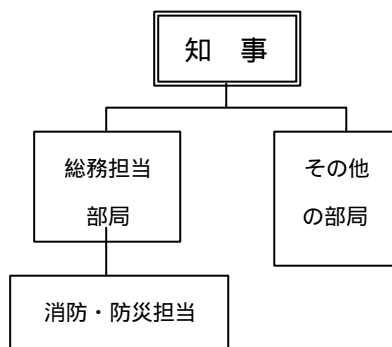 知　事
総務担当
部局
その他
の部局
消防・防災担当